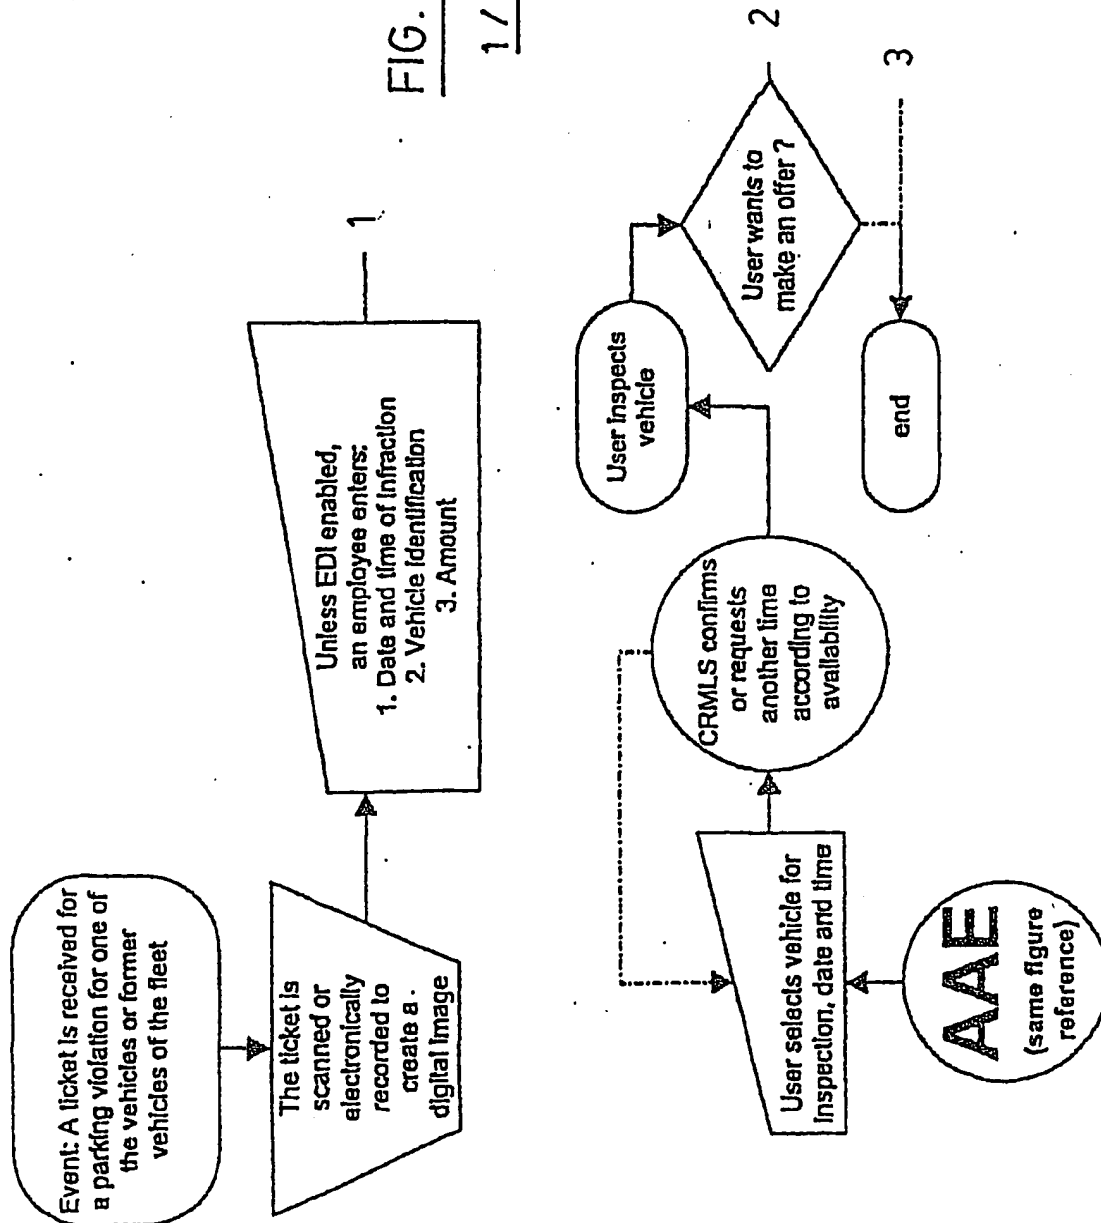 FIG.
1/
Event: A ticket is received for
a parking violation for one of
the vehicles or former
vehicles of the fleet
The ticket is
scanned or
electronically
recorded to
create a
digital image
Unless EDI enabled,
an employee enters:
1. Date and time of Infraction
2. Vehicle identification
3. Amount
1
AAE
(same figure
reference)
User selects vehicle for
Inspection, date and time
CRMLS confirms
or requests
another time
according to
availability
User inspects
vehicle
User wants to
make an offer ?
2
3
end